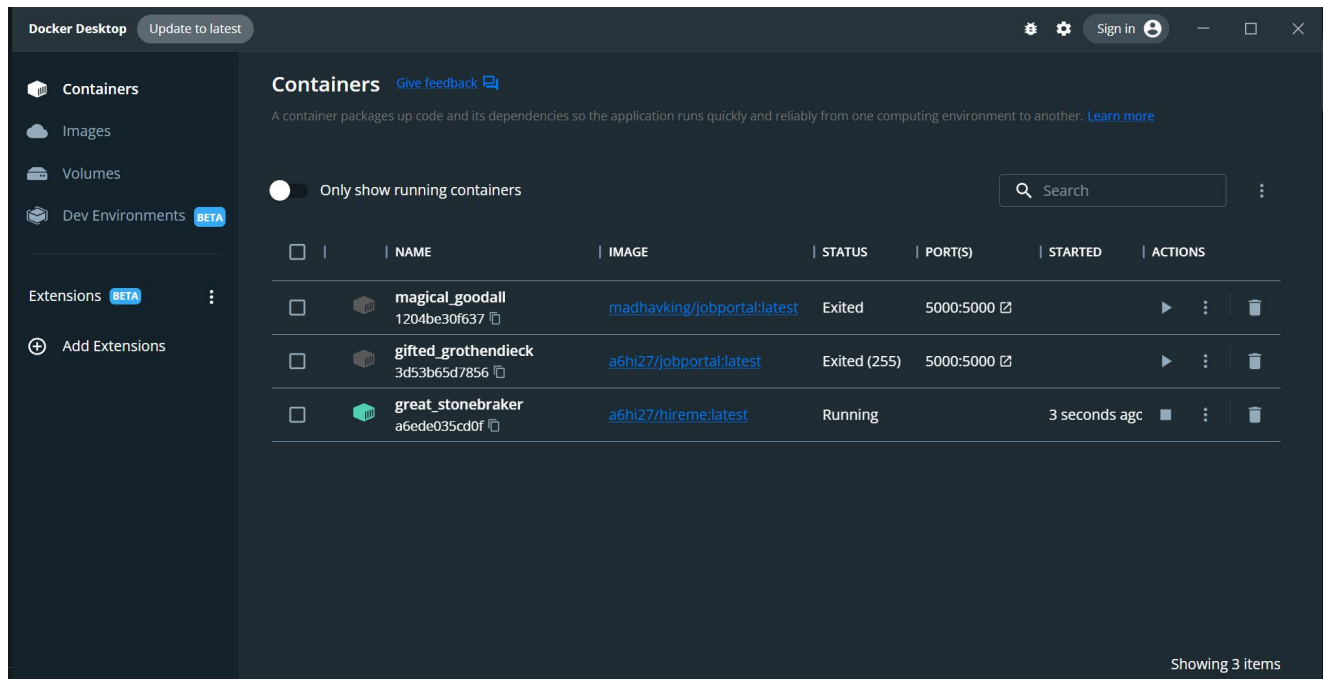 Docker Desktop Update to latest Sign in
Containers
Images
Volumes
Dev Environments BETA
Extensions BETA
Add Extensions
Containers Give feedback
A container packages up code and its dependencies so the application runs quickly and reliably from one computing environment to another. Learn more
Only show running containers Search
NAME IMAGE STATUS PORT(S) STARTED ACTIONS
magical_goodall
1204be30f637 madhavking/jobportal:latest Exited 5000:5000
gifted_grothendieck
3d53b65d7856 a6hi27/jobportal:latest Exited (255) 5000:5000
great_stonebraker
a6ede035cd0f a6hi27/hireme:latest Running 3 seconds agc
Showing 3 items